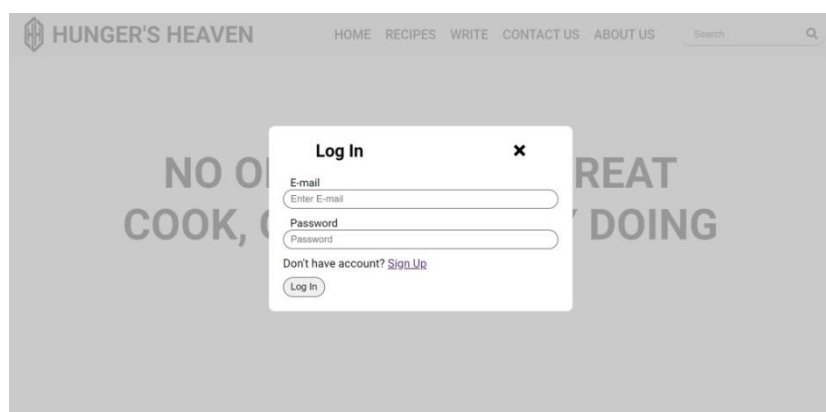 HUNGER'S HEAVEN HOME RECIPES WRITE CONTACT US ABOUT US Search
Log In
NO REAT
E-mail
Enter E-mail
COOK, DOING
Password
Password
Don't have account? Sign Up
Log In